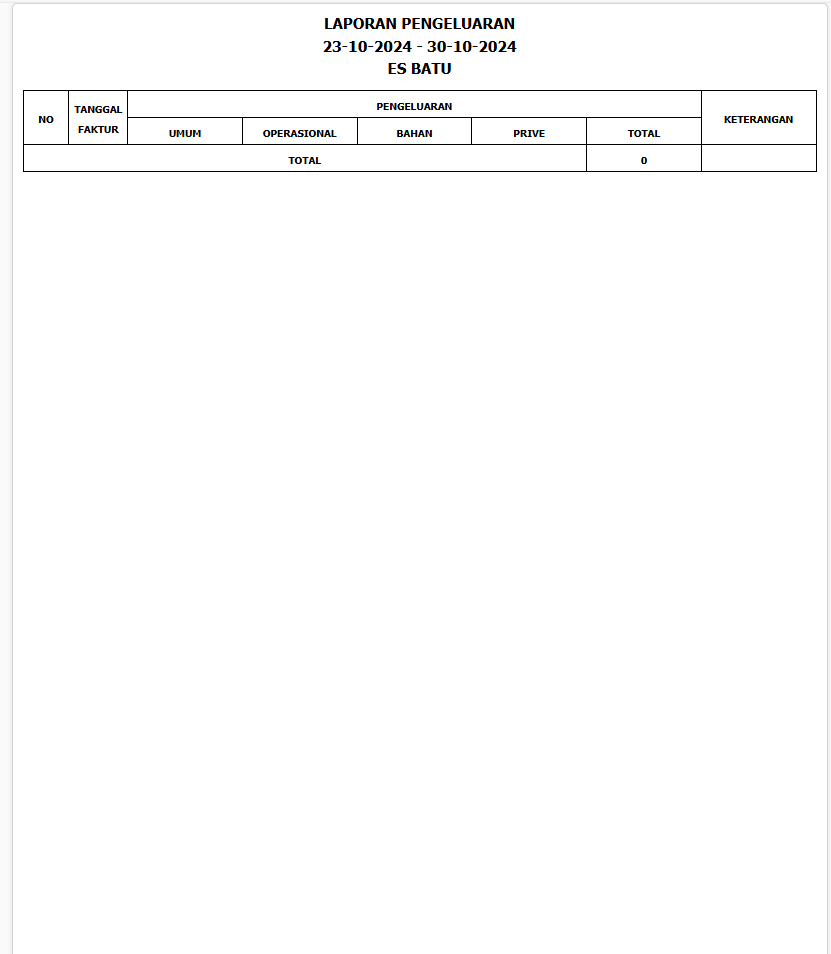 LAPORAN PENGELUARAN
23-10-2024 - 30-10-2024
ES BATU
NO
TANGGAL
FAKTUR
PENGELUARAN
KETERANGAN
UMUM
OPERASIONAL
BAHAN
PRIVE
TOTAL
TOTAL
0